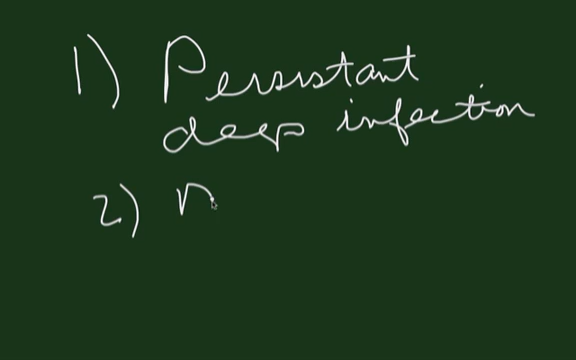 1) Persistant
deep infection
2) n